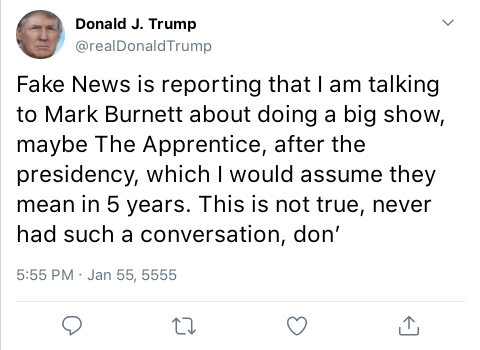 Donald J. Trump
@realDonaldTrump
Fake News is reporting that I am talking
to Mark Burnett about doing a big show,
maybe The Apprentice, after the
presidency, which I would assume they
mean in 5 years. This is not true, never
had such a conversation, don’
5:55 PM · Jan 55, 5555